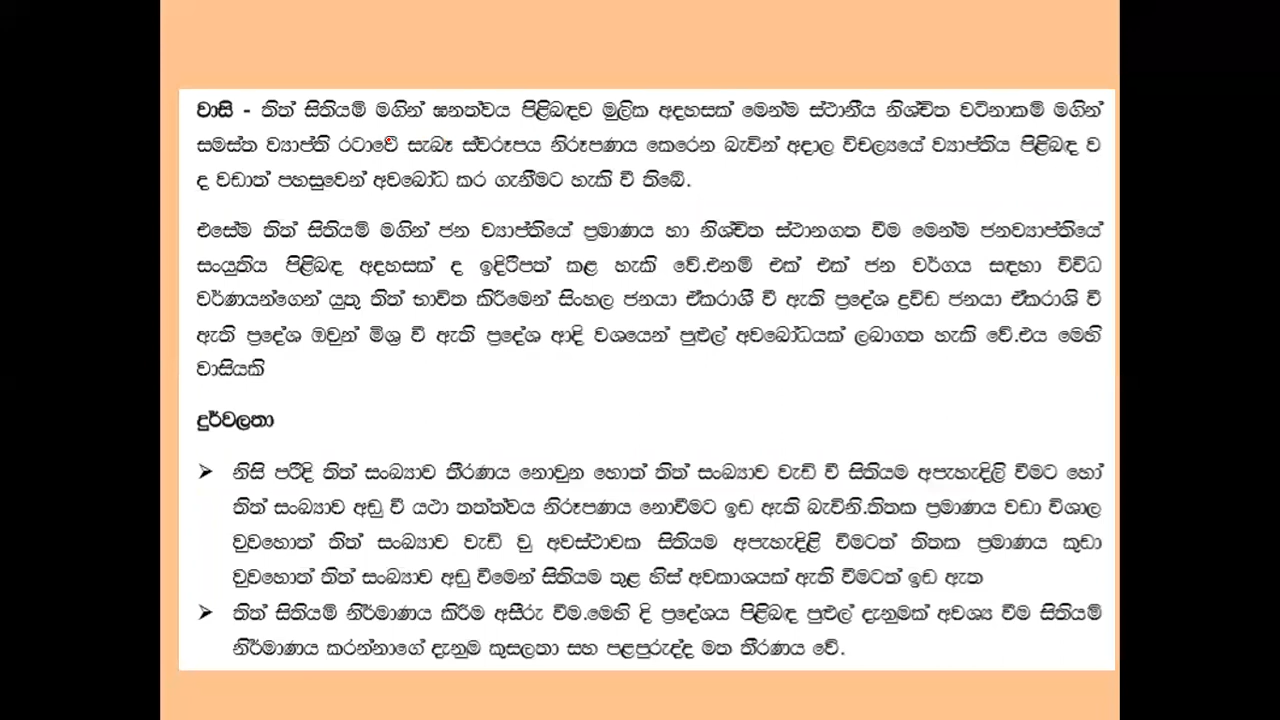 වාසි - තිත් සිතියම් මගින් ඝනත්වය පිළිබඳව මූලික අදහසක් මෙන්ම ස්ථානීය නිශ්චිත වටිනාකම් මගින්
සමස්ත ව්‍යාප්ති රටාවේ සැබෑ ස්වරූපය නිරූපණය කෙරෙන බැවින් අදාල විචල්‍යයේ ව්‍යාප්තිය පිළිබඳ ව
ද වඩාත් පහසුවෙන් අවබෝධ කර ගැනීමට හැකි වී තිබේ.
එසේම තිත් සිතියම් මගින් ජන ව්‍යාප්තියේ ප්‍රමාණය හා නිශ්චිත ස්ථානගත වීම මෙන්ම ජනව්‍යාප්තියේ
සංයුතිය පිළිබඳ අදහසක් ද ඉදිරිපත් කළ හැකි වේ.එනම් එක් එක් ජන වර්ගය සඳහා විවිධ
වර්ණයන්ගෙන් යුතු තිත් භාවිත කිරීමෙන් සිංහල ජනයා ඒකරාශී වී ඇති ප්‍රදේශ ද්‍රවිඩ ජනයා ඒකරාශි වී
ඇති ප්‍රදේශ ඔවුන් මිශ්‍ර වී ඇති ප්‍රදේශ ආදි වශයෙන් පුළුල් අවබෝධයක් ලබාගත හැකි වේ.එය මෙහි
වාසියකි
දුර්වලතා
➢ නිසි පරිදි තිත් සංඛ්‍යාව තීරණය නොවුන හොත් තිත් සංඛ්‍යාව වැඩි වී සිතියම අපැහැදිලි වීමට හෝ
තිත් සංඛ්‍යාව අඩු වී යථා තත්ත්වය නිරූපණය නොවීමට ඉඩ ඇති බැවිනි.තිතක ප්‍රමාණය වඩා විශාල
වුවහොත් තිත් සංඛ්‍යාව වැඩි වු අවස්ථාවක සිතියම අපැහැදිළි වීමටත් තිතක ප්‍රමාණය කුඩා
වුවහොත් තිත් සංඛ්‍යාව අඩු වීමෙන් සිතියම තුළ හිස් අවකාශයක් ඇති වීමටත් ඉඩ ඇත
➢ තිත් සිතියම් නිර්මාණය කිරීම අසීරු වීම.මෙහි දි ප්‍රදේශය පිළිබඳ පුළුල් දැනුමක් අවශ්‍ය වීම සිතියම්
නිර්මාණය කරන්නාගේ දැනුම කුසලතා සහ පළපුරුද්ද මත තීරණය වේ.